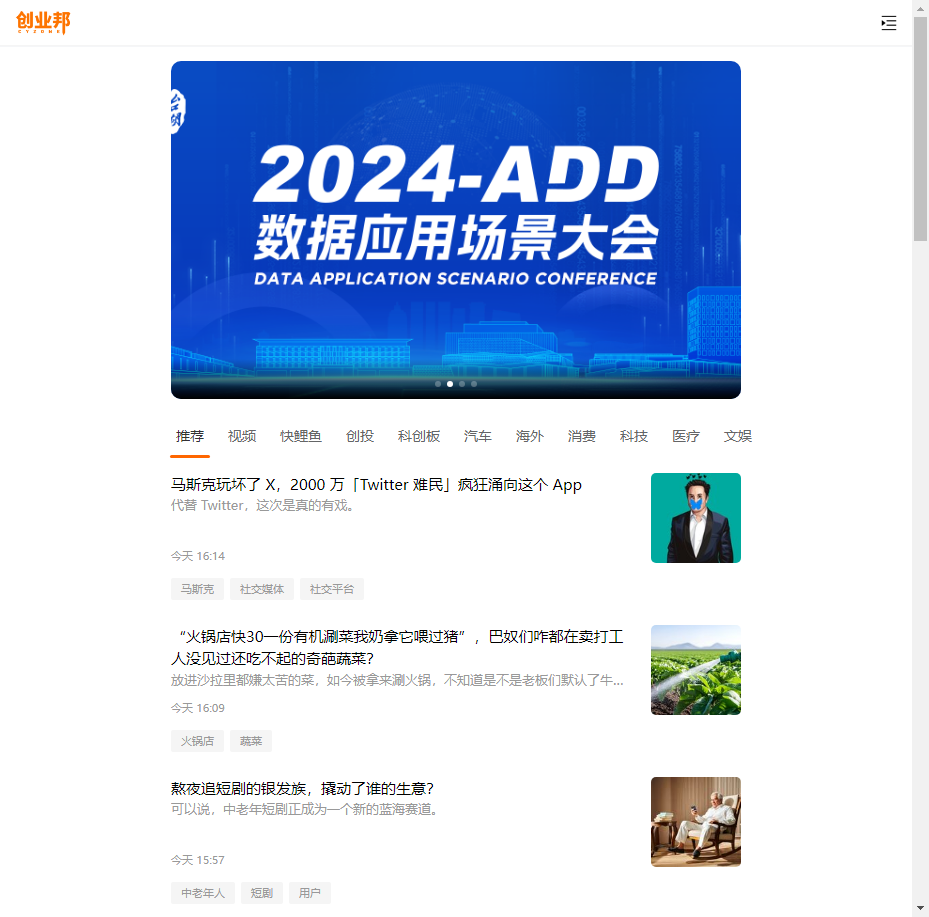 创业邦
CYZONE
台湖
2024-ADD
数据应用场景大会
DATA APPLICATION SCENARIO CONFERENCE
推荐 视频 快鲤鱼 创投 科创板 汽车 海外 消费 科技 医疗 文娱
马斯克玩坏了 X，2000 万「Twitter 难民」疯狂涌向这个 App
代替 Twitter，这次是真的有戏。
今天 16:14
马斯克 社交媒体 社交平台
“火锅店快30一份有机涮菜我奶拿它喂过猪”，巴奴们咋都在卖打工
人没见过还吃不起的奇葩蔬菜？
放进沙拉里都嫌太苦的菜，如今被拿来涮火锅，不知道是不是老板们默认了牛...
今天 16:09
火锅店 蔬菜
熬夜追短剧的银发族，撬动了谁的生意？
可以说，中老年短剧正成为一个新的蓝海赛道。
今天 15:57
中老年人 短剧 用户